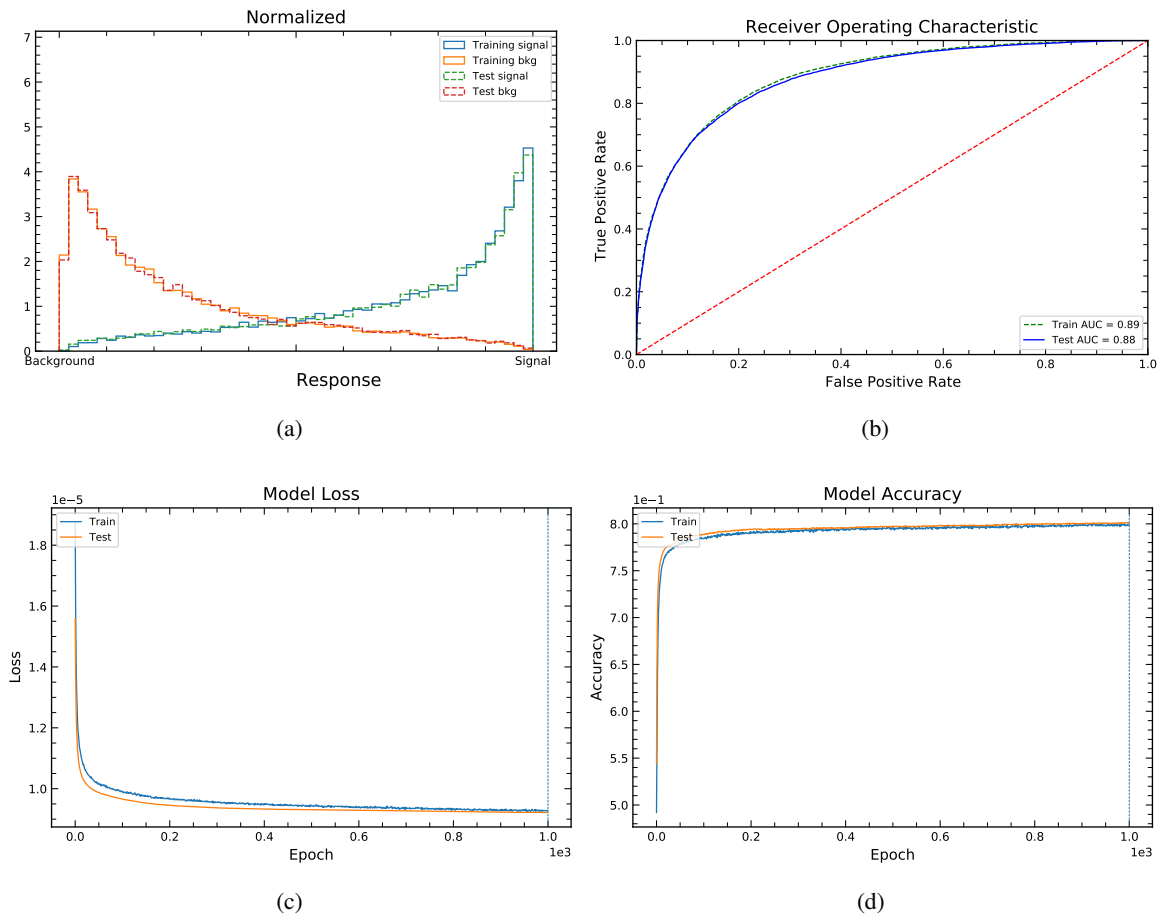 Normalized
7
6
5
4
3
2
1
0
Training signal
Training bkg
Test signal
Test bkg
Background
Signal
Response
(a)
Receiver Operating Characteristic
1.0
0.8
0.6
0.4
0.2
0.0
True Positive Rate
Train AUC = 0.89
Test AUC = 0.88
0.0 0.2 0.4 0.6 0.8 1.0
False Positive Rate
(b)
Model Loss
1e−5
1.8
1.6
1.4
1.2
1.0
Loss
Train
Test
0.0 0.2 0.4 0.6 0.8 1.0
1e3
Epoch
(c)
Model Accuracy
1e−1
8.0
7.5
7.0
6.5
6.0
5.5
5.0
Accuracy
Train
Test
0.0 0.2 0.4 0.6 0.8 1.0
1e3
Epoch
(d)